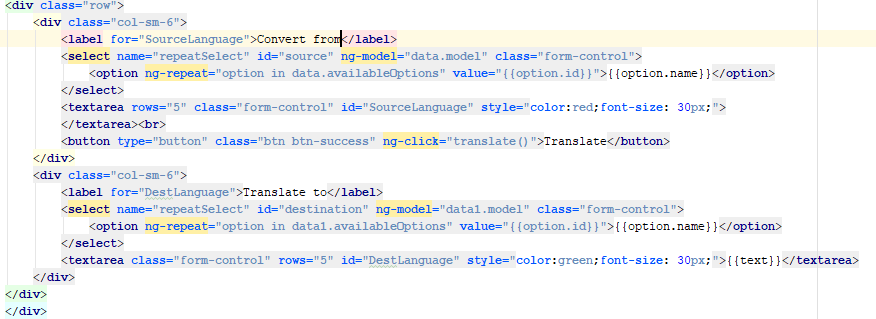 <div class="row">
<div class="col-sm-6">
<label for="SourceLanguage">Convert from</label>
<select name="repeatSelect" id="source" ng-model="data.model" class="form-control">
<option ng-repeat="option in data.availableOptions" value="{{option.id}}">{{option.name}}</option>
</select>
<textarea rows="5" class="form-control" id="SourceLanguage" style="color:red;font-size: 30px;">
</textarea><br>
<button type="button" class="btn btn-success" ng-click="translate()">Translate</button>
</div>
<div class="col-sm-6">
<label for="DestLanguage">Translate to</label>
<select name="repeatSelect" id="destination" ng-model="data1.model" class="form-control">
<option ng-repeat="option in data1.availableOptions" value="{{option.id}}">{{option.name}}</option>
</select>
<textarea class="form-control" rows="5" id="DestLanguage" style="color:green;font-size: 30px;">{{text}}</textarea>
</div>
</div>
</div>